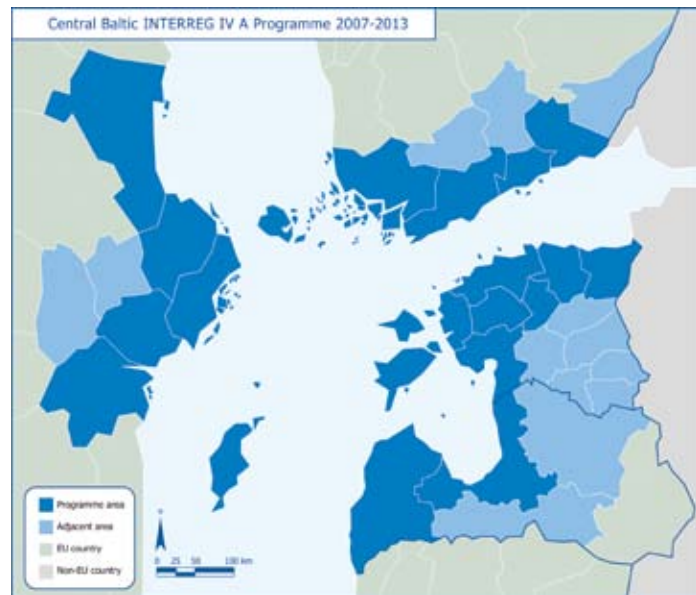 Central Baltic INTERREG IV A Programme 2007-2013
Programme area
Adjacent area
EU country
Non-EU country
0 25 50 100 km